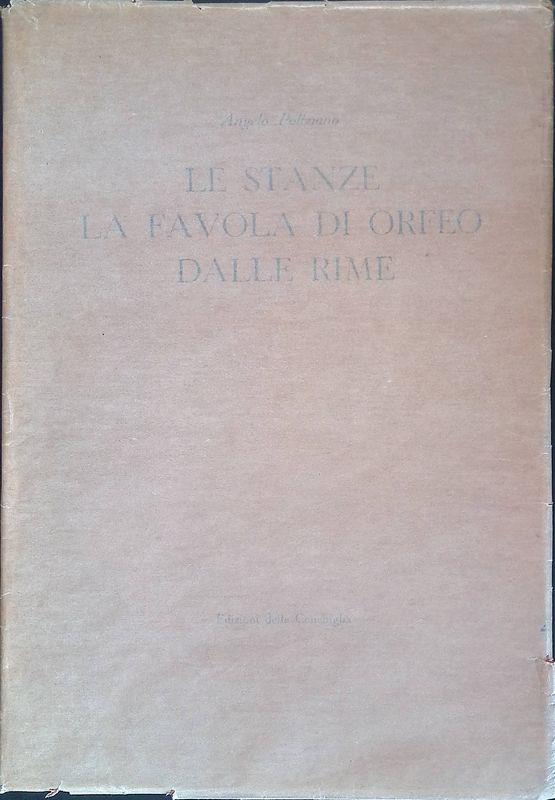 Angelo Poliziano
LE STANZE
LA FAVOLA DI ORFEO
DALLE RIME
Edizioni della Conchiglia